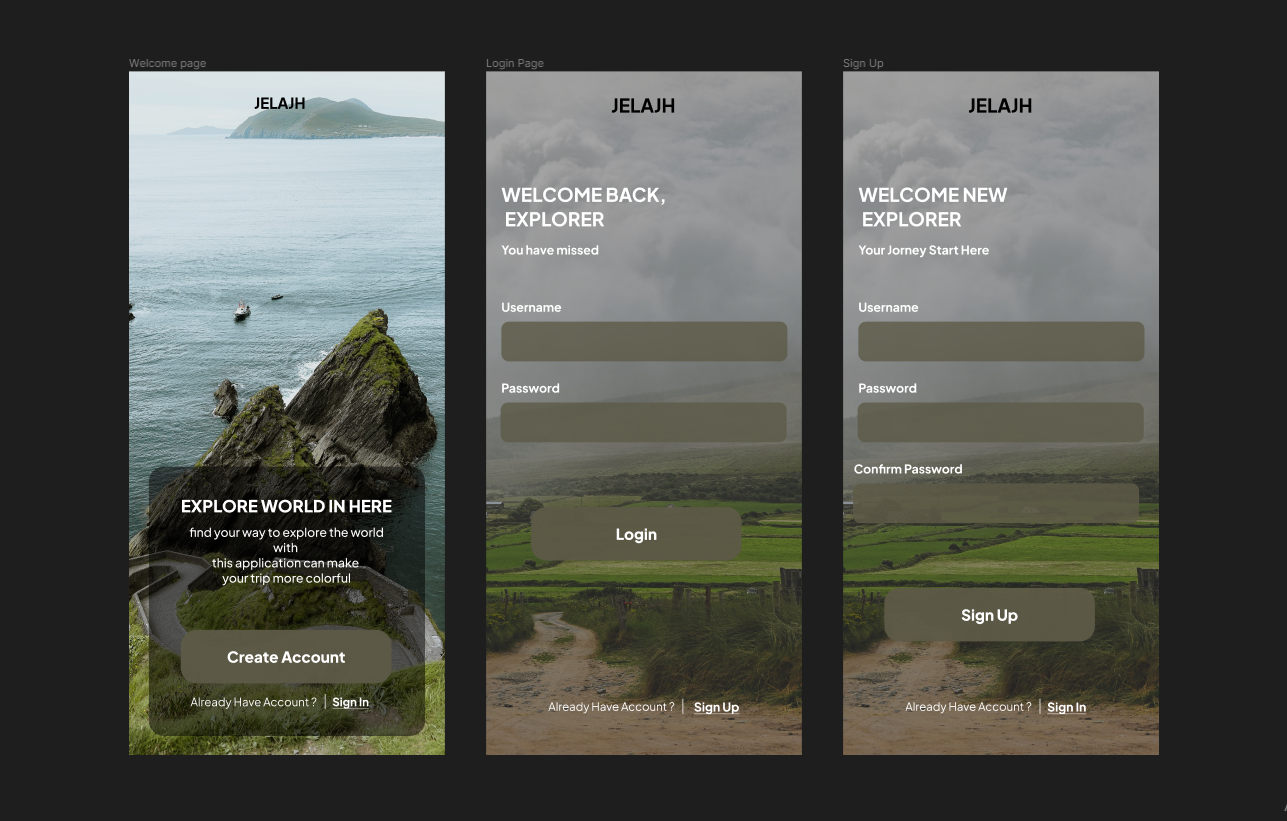 Welcome page
JELAJH
EXPLORE WORLD IN HERE
find your way to explore the world
with
this application can make
your trip more colorful
Create Account
Already Have Account ? | Sign In
Login Page
JELAJH
WELCOME BACK,
EXPLORER
You have missed
Username
Password
Login
Already Have Account ? | Sign Up
Sign Up
JELAJH
WELCOME NEW
EXPLORER
Your Jorney Start Here
Username
Password
Confirm Password
Sign Up
Already Have Account ? | Sign In